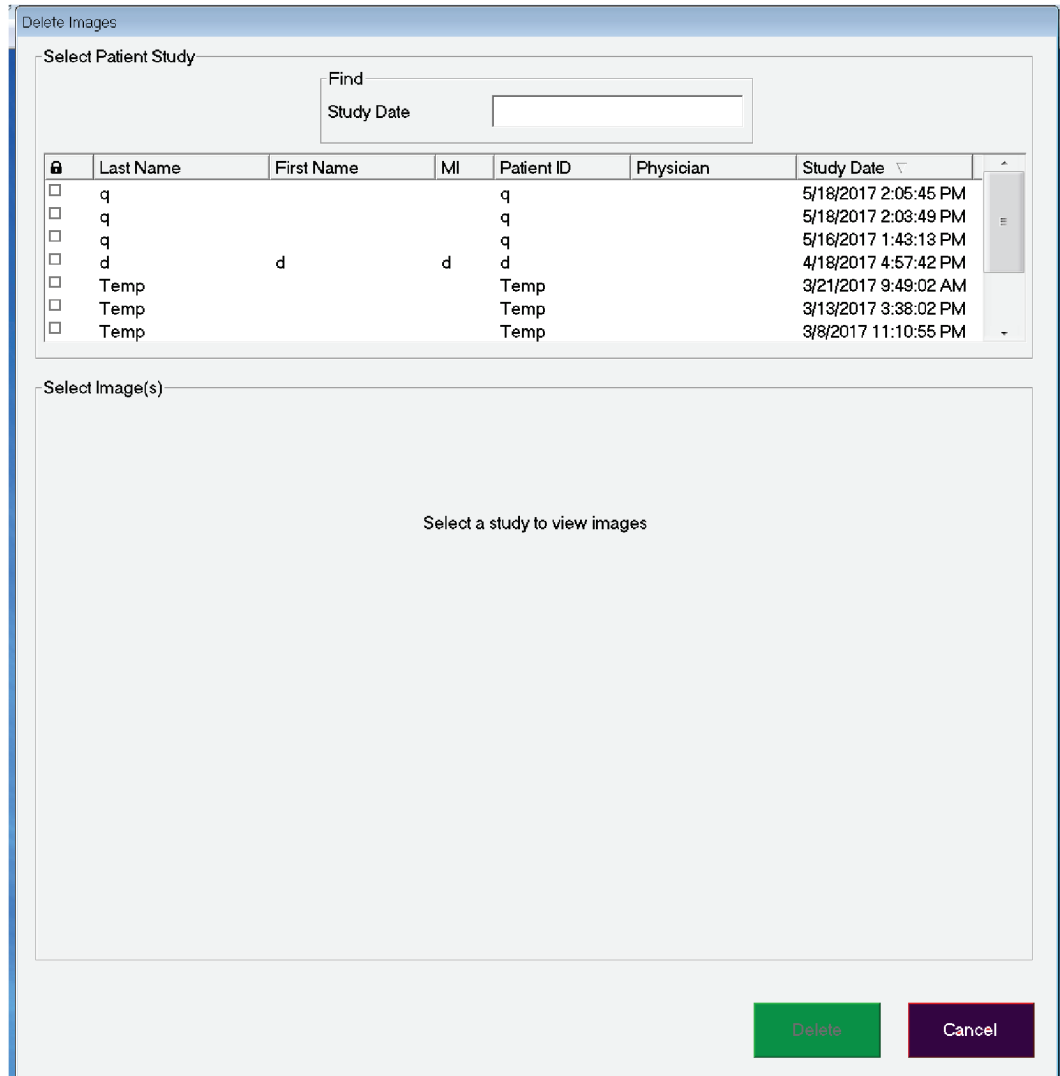 Delete Images
Select Patient Study
Find
Study Date
Last Name First Name MI Patient ID Physician Study Date
q q 5/18/2017 2:05:45 PM
q q 5/18/2017 2:03:49 PM
q q 5/16/2017 1:43:13 PM
d d d d 4/18/2017 4:57:42 PM
Temp Temp 3/21/2017 9:49:02 AM
Temp Temp 3/13/2017 3:38:02 PM
Temp Temp 3/8/2017 11:10:55 PM
Select Image(s)
Select a study to view images
Delete Cancel